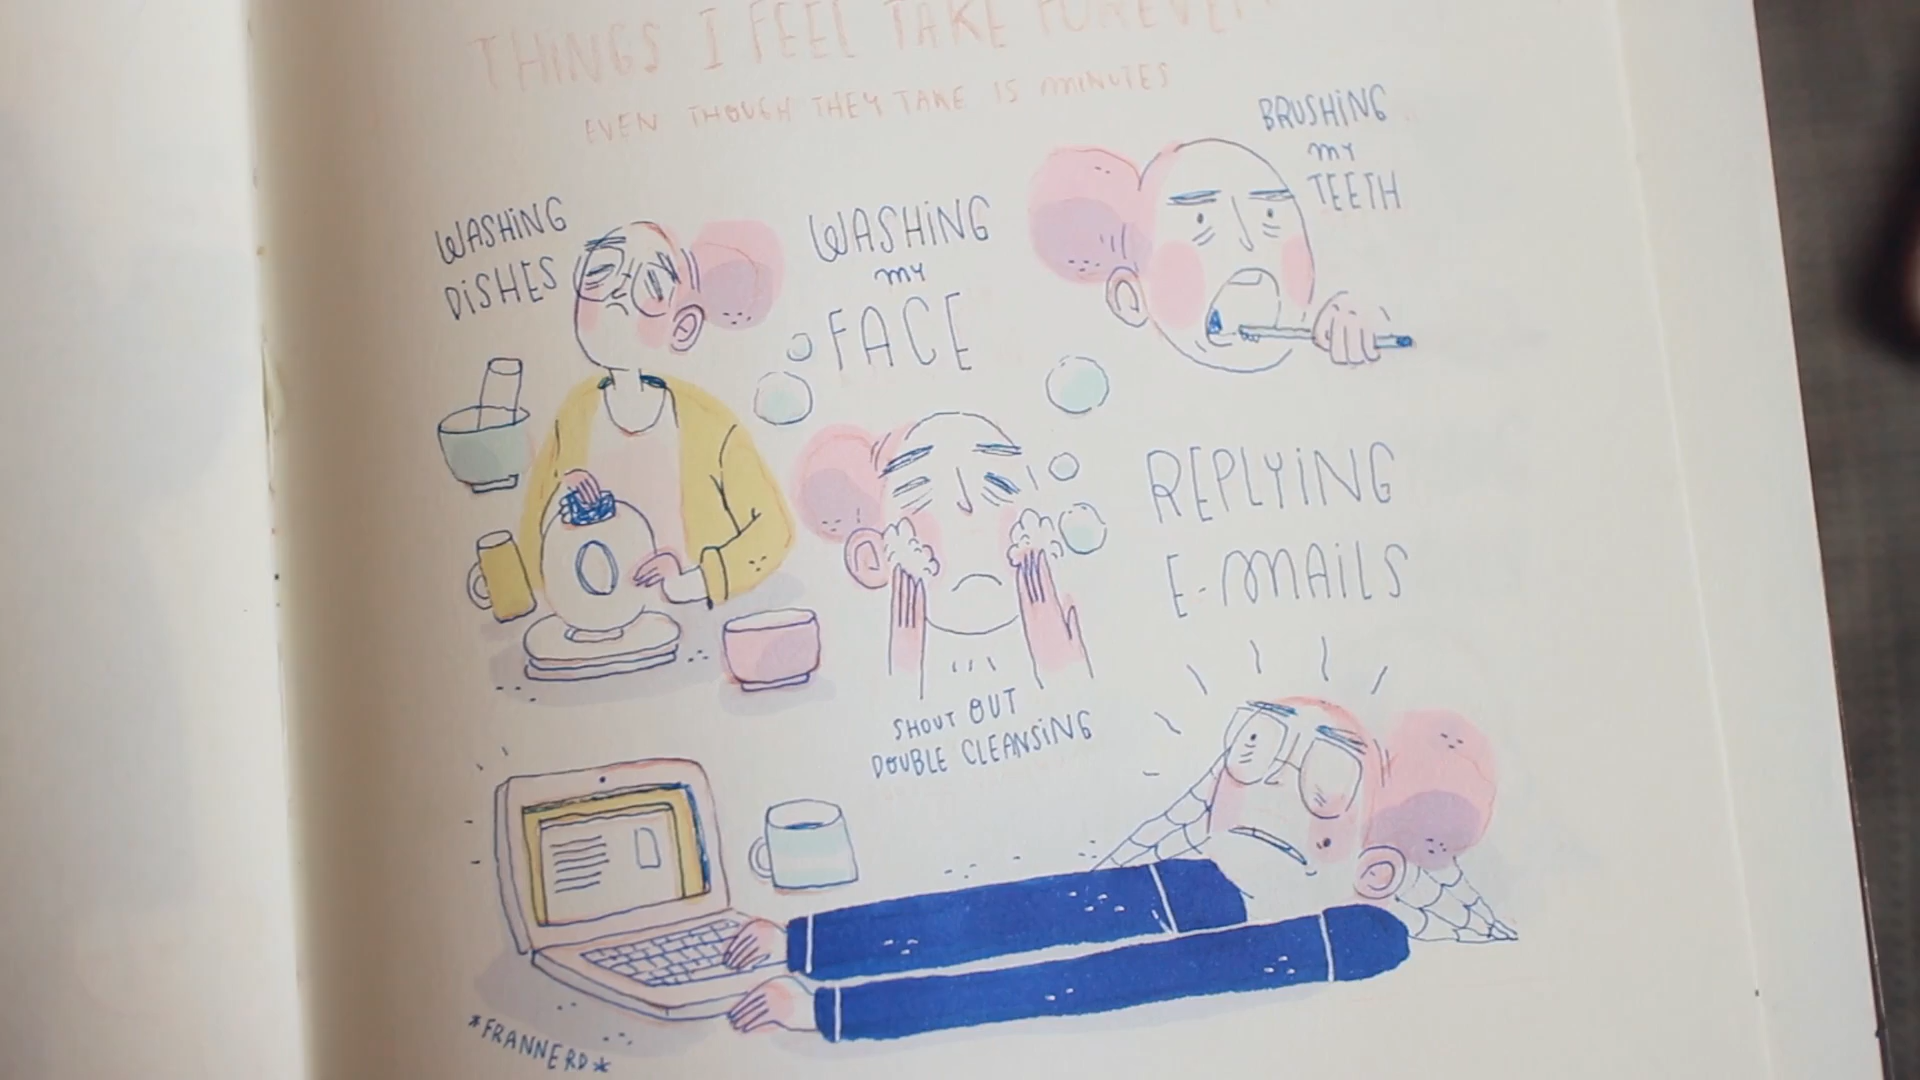 THINGS I FEEL TAKE FOREVER
EVEN THOUGH THEY TAKE 15 MINUTES
WASHING
DISHES
WASHING
MY
FACE
SHOUT OUT
DOUBLE CLEANSING
BRUSHING
MY
TEETH
REPLYING
E-MAILS
*FRANNERD*